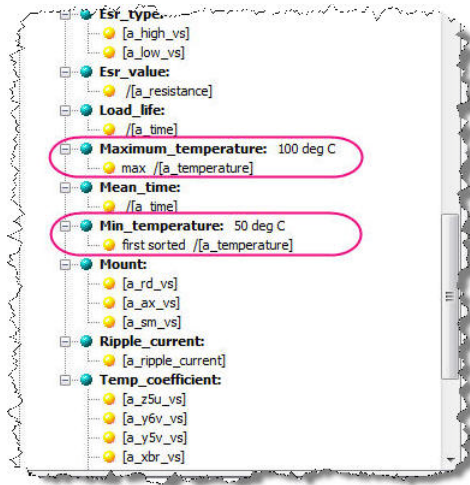 Esr_type:
[a_high_vs]
[a_low_vs]
Esr_value:
/[a_resistance]
Load_life:
/[a_time]
Maximum_temperature: 100 deg C
max /[a_temperature]
Mean_time:
/[a_time]
Min_temperature: 50 deg C
first sorted /[a_temperature]
Mount:
[a_rd_vs]
[a_ax_vs]
[a_sm_vs]
Ripple_current:
[a_ripple_current]
Temp_coefficient:
[a_z5u_vs]
[a_y6v_vs]
[a_y5v_vs]
[a_xbr_vs]